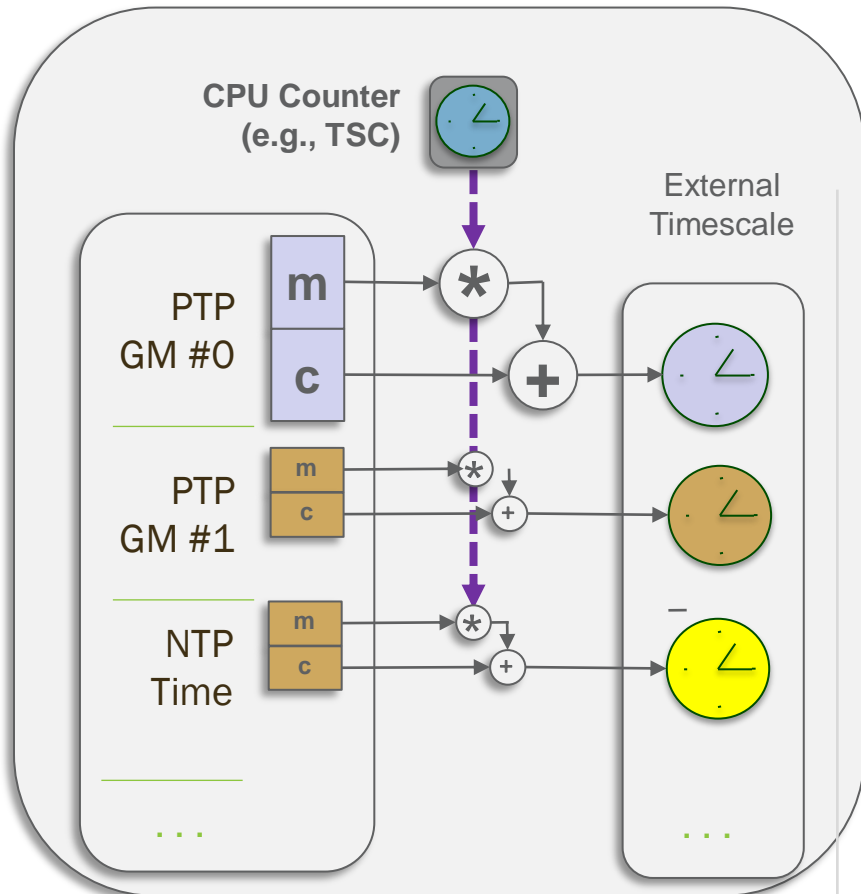 CPU Counter
(e.g., TSC)
External
Timescale
PTP
GM #0
m
*
c
+
PTP
GM #1
m
*
c
+
NTP
Time
m
*
c
+
–
. . .
. . .